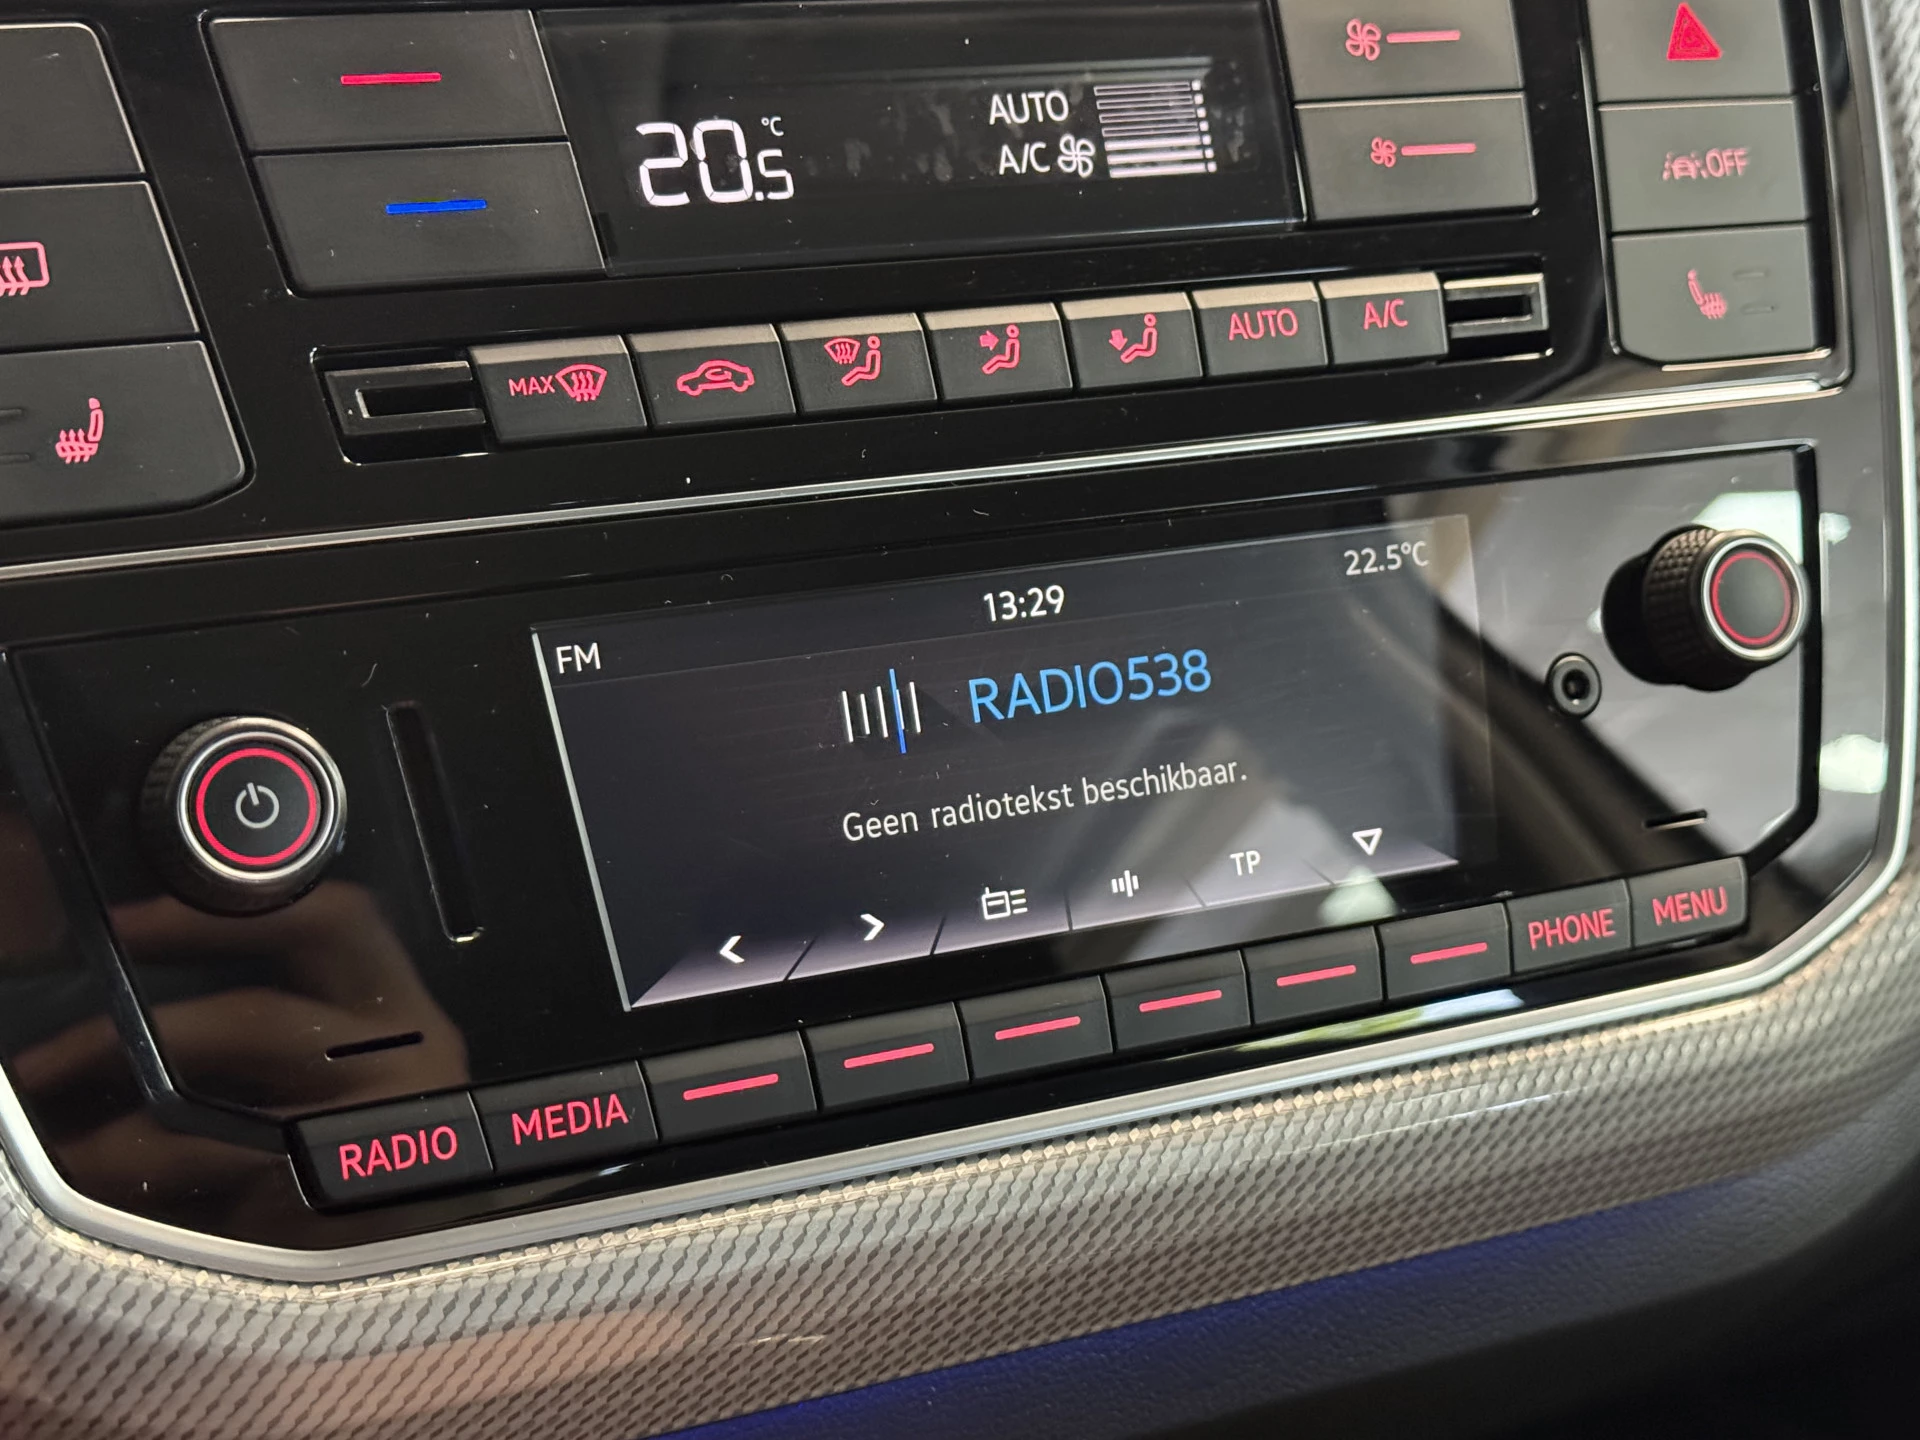 20.5 °C
AUTO
A/C
OFF
MAX
AUTO
A/C
22.5°C
13:29
FM
RADIO538
Geen radiotekst beschikbaar.
TP
RADIO
MEDIA
PHONE
MENU